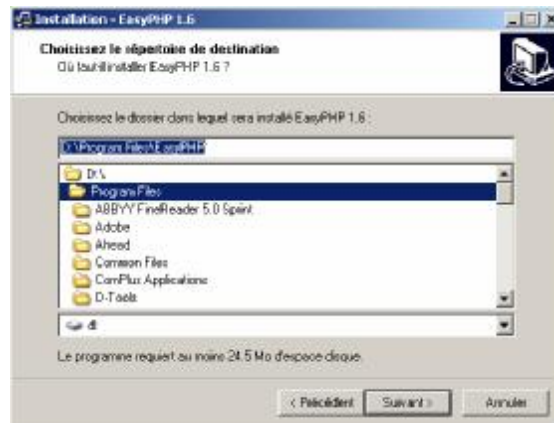 Installation - EasyPHP 1.6
Choisissez le répertoire de destination
Où faut-il installer EasyPHP 1.6 ?
Choisissez le dossier dans lequel sera installé EasyPHP 1.6 :
D:\Program Files\EasyPHP
D:\
Program Files
ABBYY FineReader 5.0 Sprint
Adobe
Ahead
Common Files
ComPlus Applications
D-Tools
d:
Le programme requiert au moins 24.5 Mo d'espace disque.
< Précédent
Suivant >
Annuler